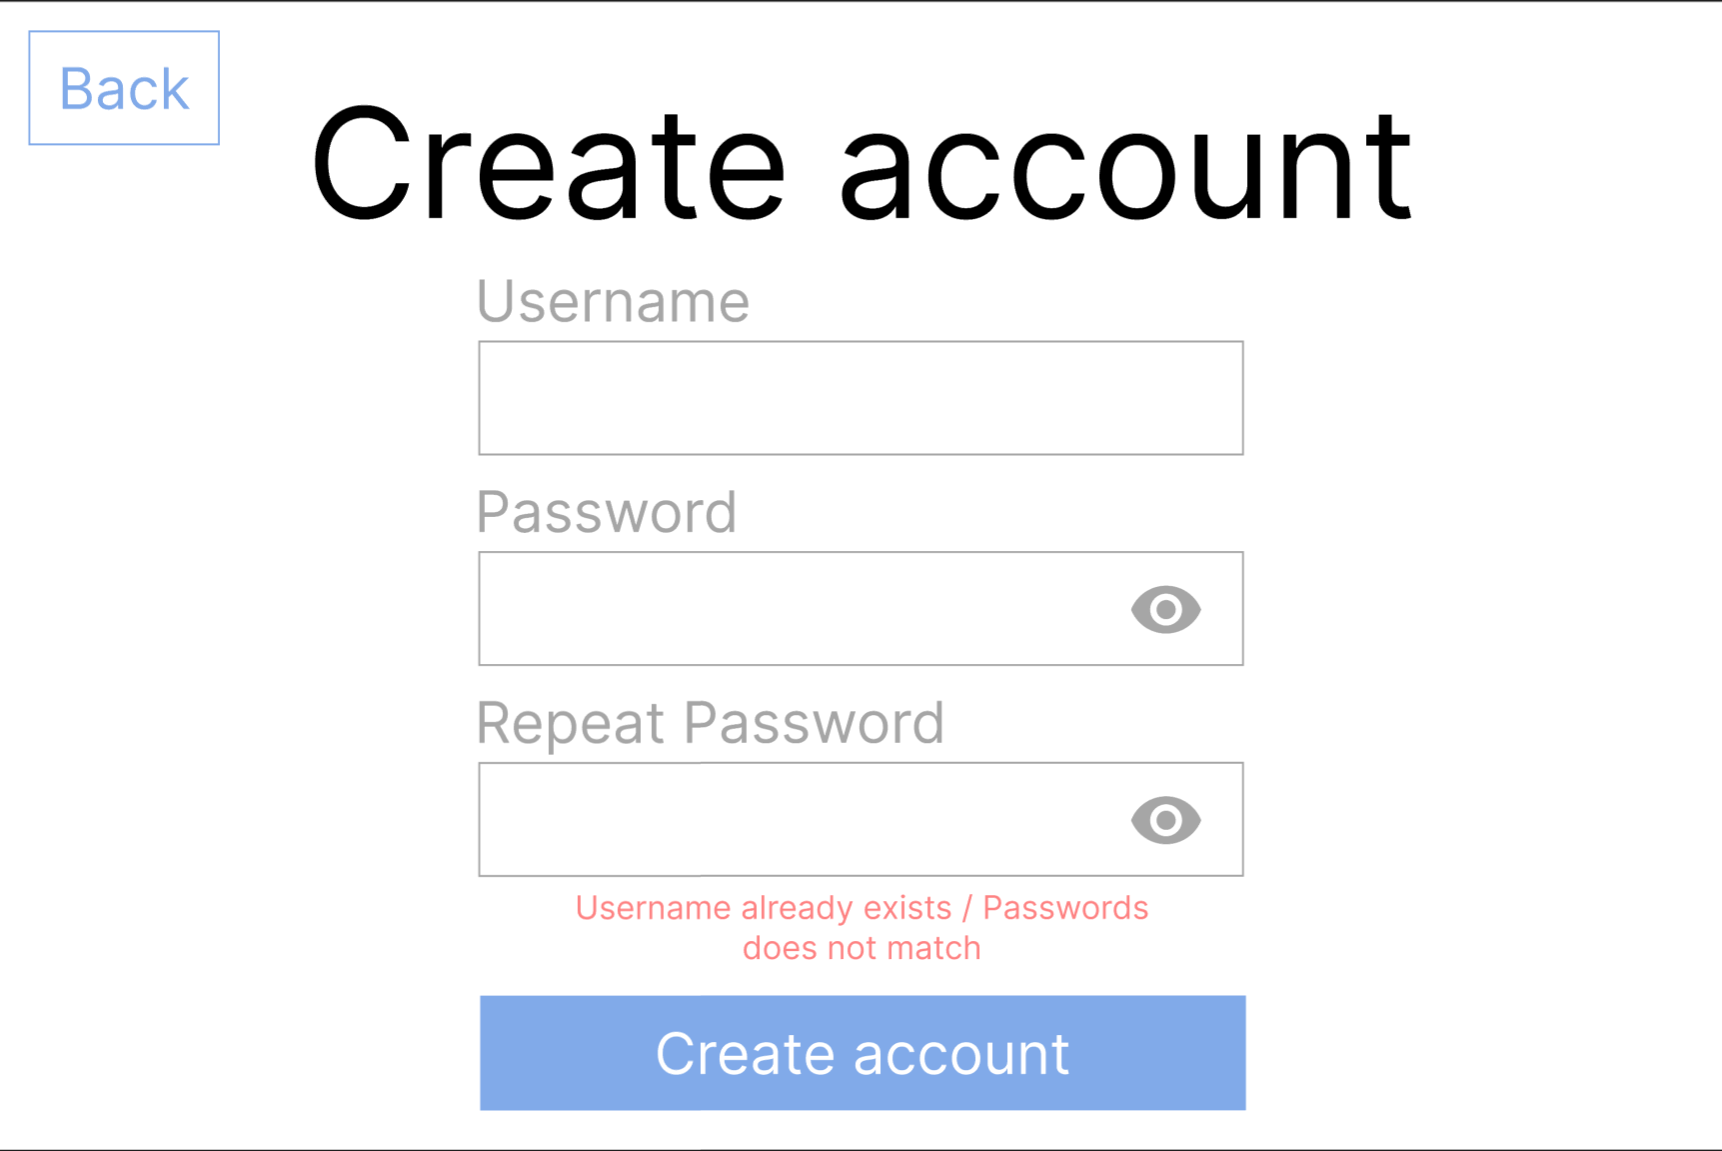 Back
Create account
Username
Password
Repeat Password
Username already exists / Passwords
does not match
Create account